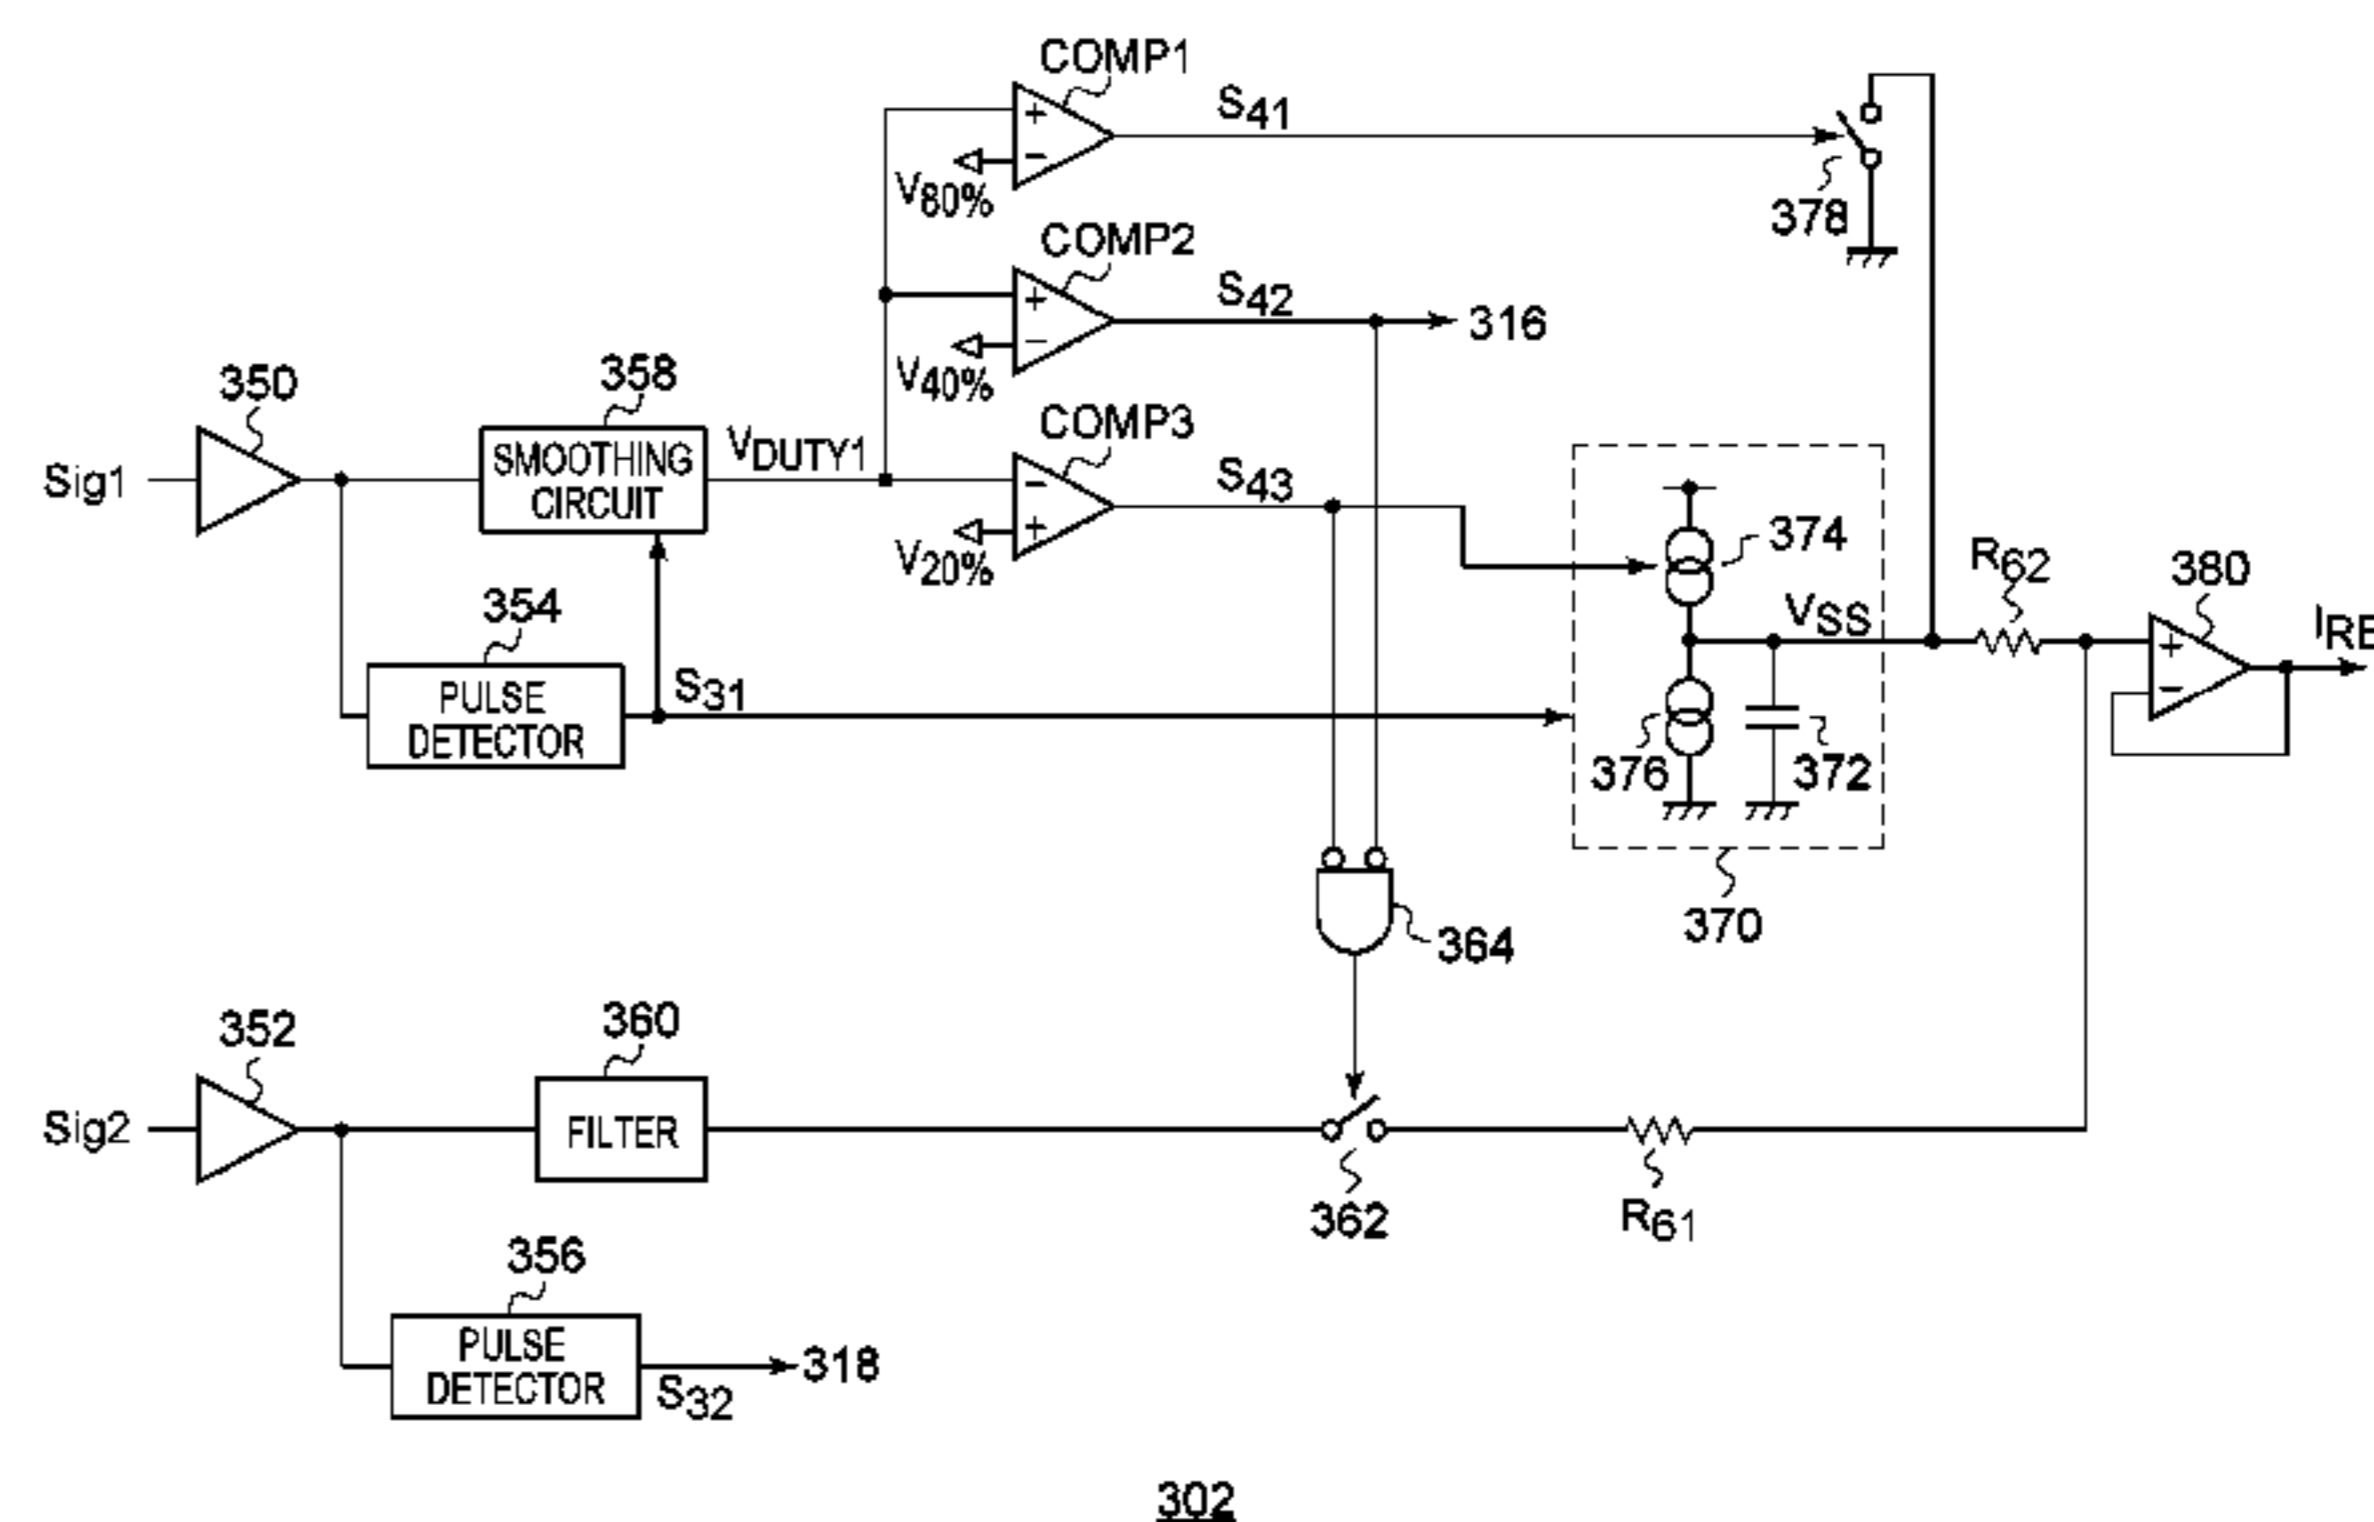 COMP1
S41
V80%
378
COMP2
S42
316
V40%
350
358
COMP3
Sig1
SMOOTHING
CIRCUIT
VDUTY1
S43
V20%
374
R62
380
354
VSS
IRE
PULSE
DETECTOR
S31
376
372
370
364
352
360
Sig2
FILTER
362
R61
356
PULSE
DETECTOR
318
S32
302